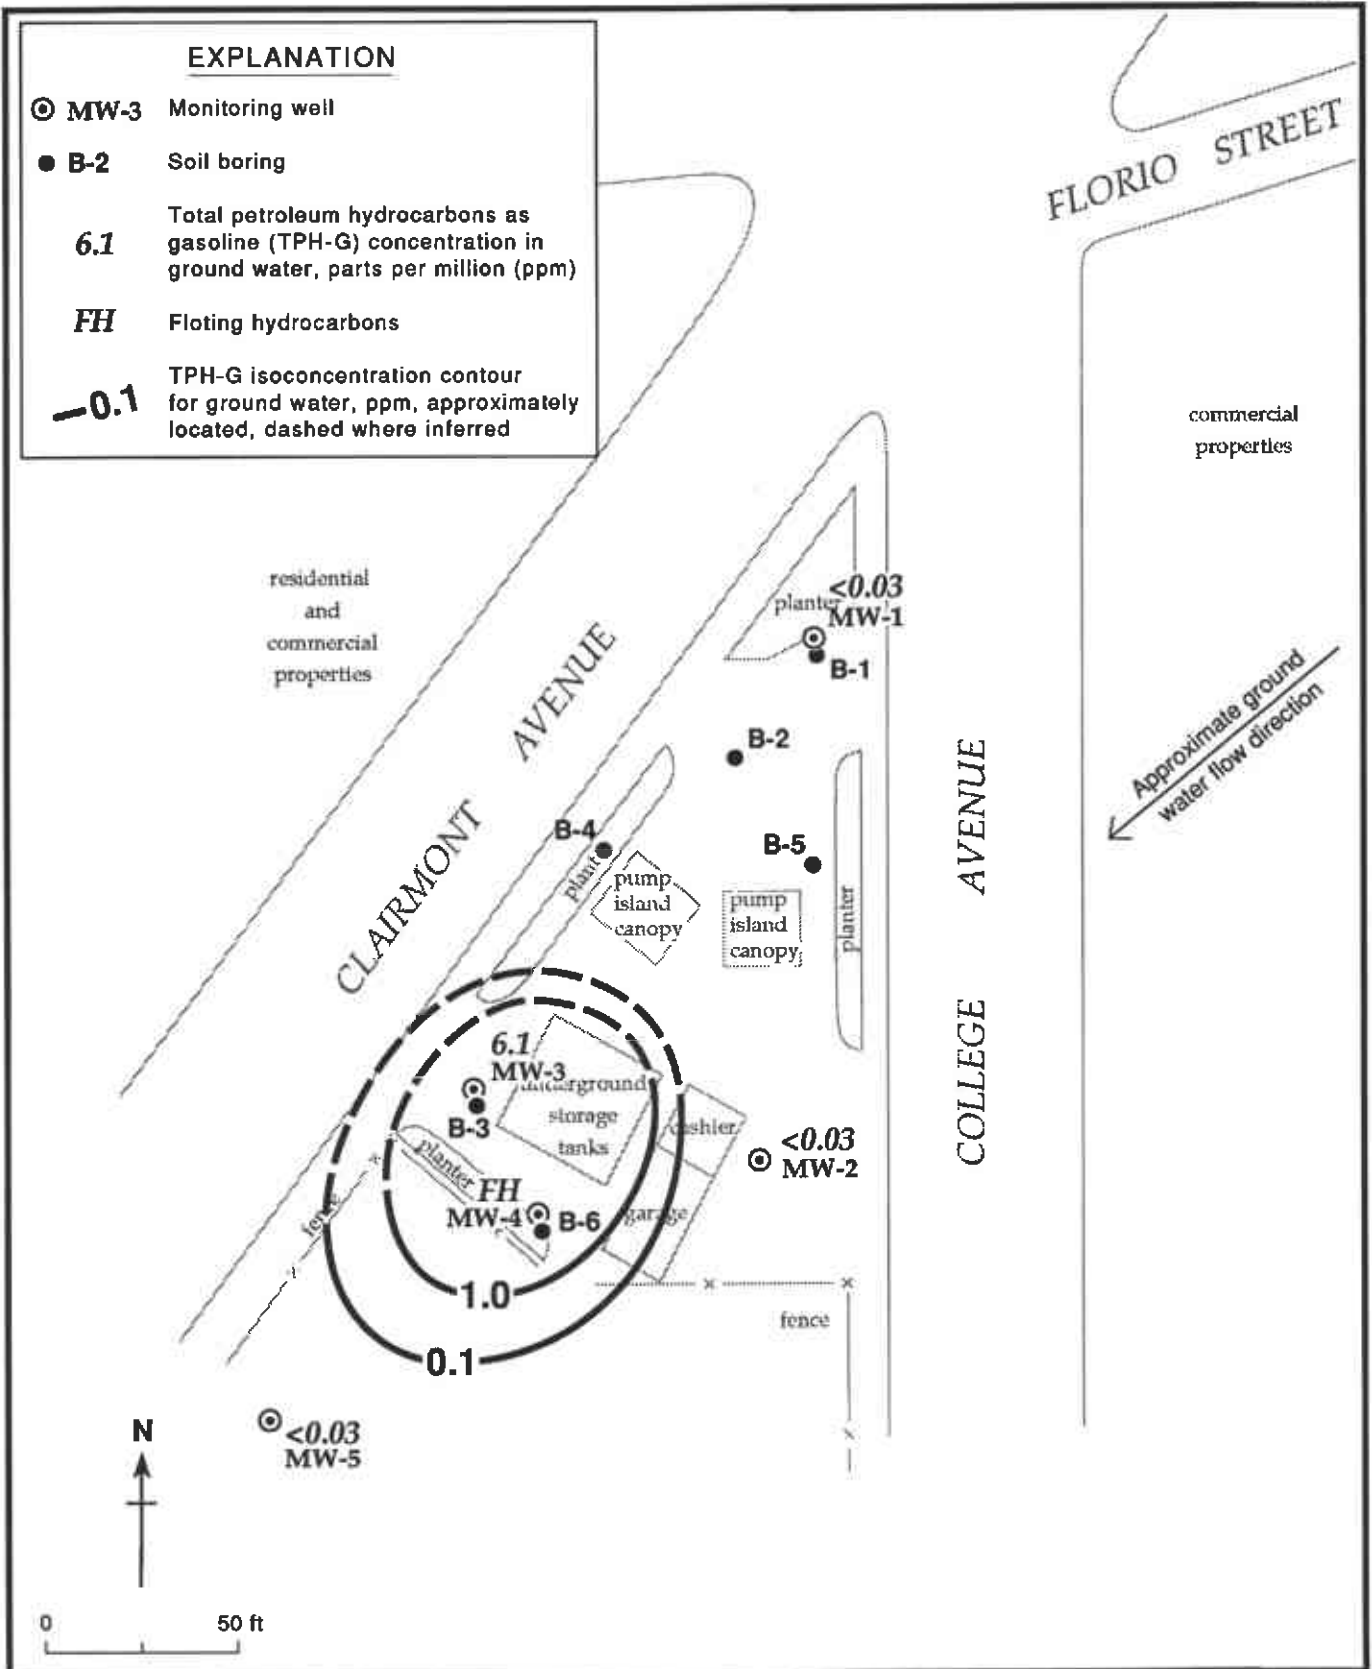 EXPLANATION
MW-3 Monitoring well
B-2 Soil boring
6.1 Total petroleum hydrocarbons as
gasoline (TPH-G) concentration in
ground water, parts per million (ppm)
FH Floting hydrocarbons
0.1 TPH-G isoconcentration contour
for ground water, ppm, approximately
located, dashed where inferred
FLORIO STREET
commercial
properties
residential
and
commercial
properties
CLAIRMONT AVENUE
COLLEGE AVENUE
Approximate ground
water flow direction
planter
<0.03
MW-1
B-1
B-2
B-4
plant
B-5
pump
island
canopy
pump
island
canopy
planter
6.1
MW-3
B-3
underground
storage
tanks
cashier
<0.03
MW-2
planter
FH
MW-4
B-6
garage
fence
1.0
0.1
fence
<0.03
MW-5
N
0 50 ft